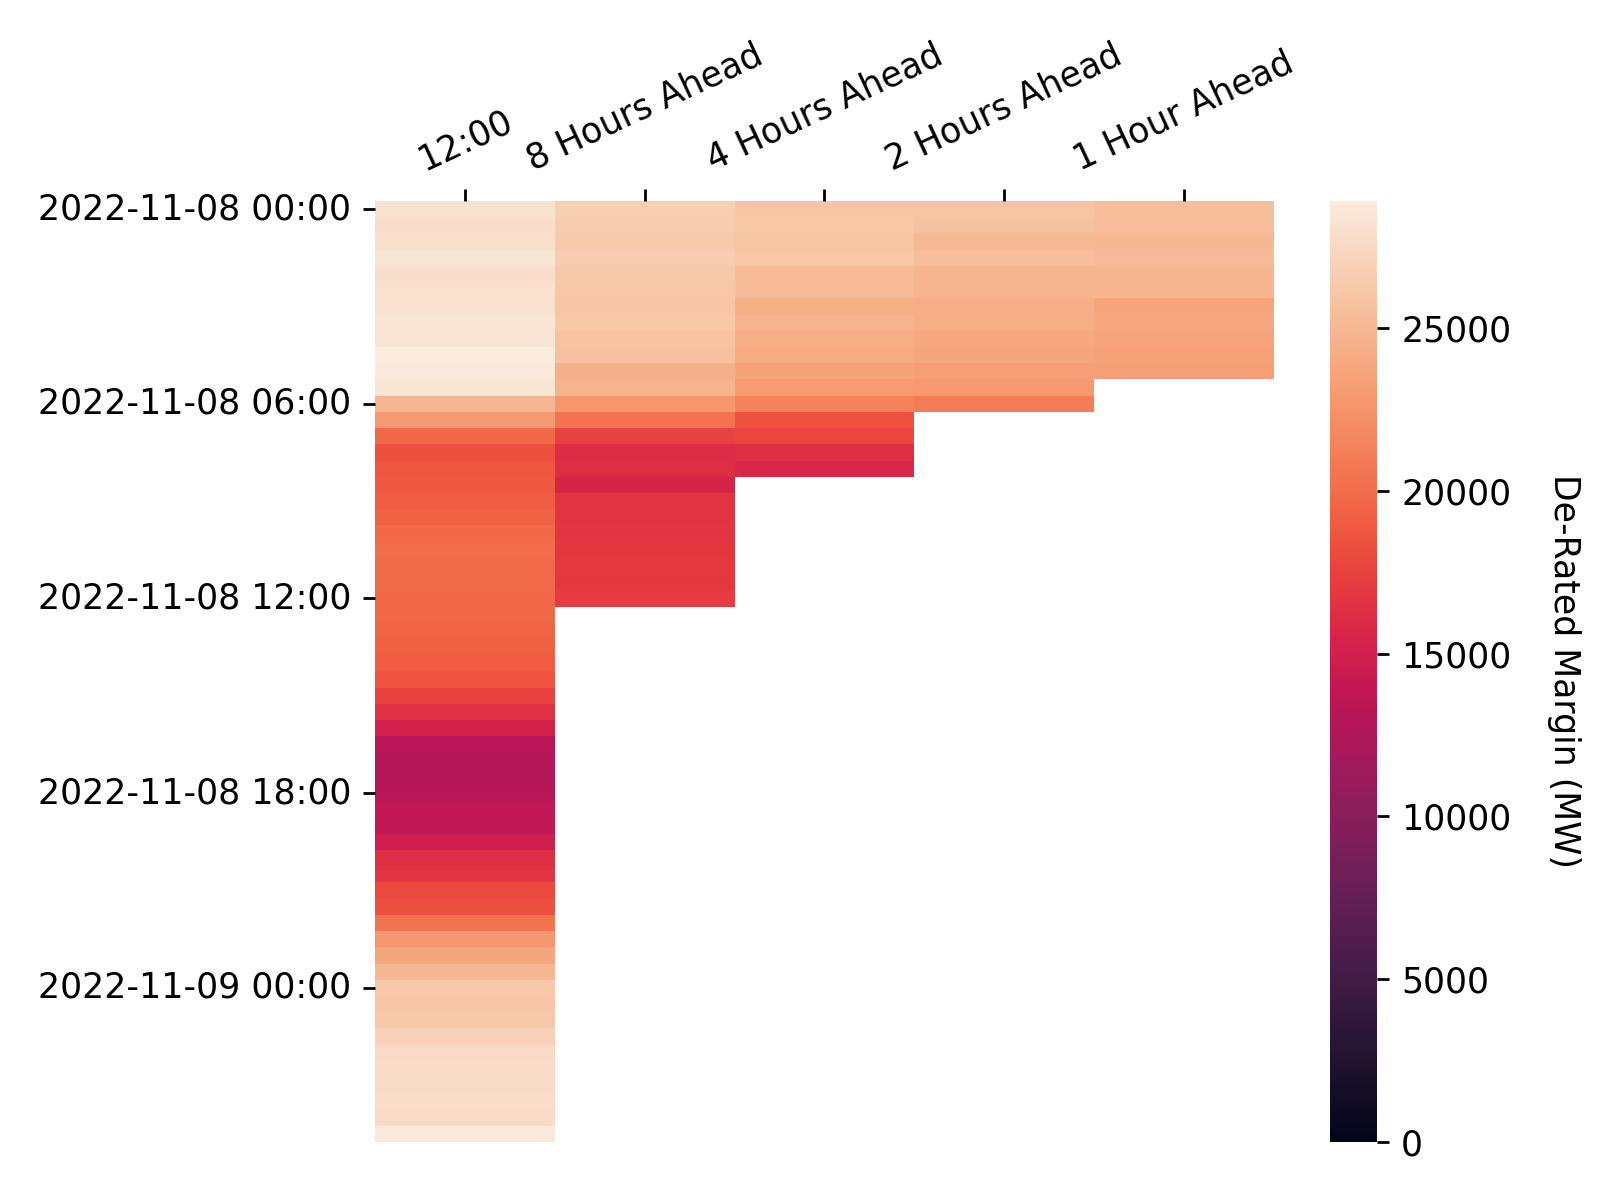 12:00
8 Hours Ahead
4 Hours Ahead
2 Hours Ahead
1 Hour Ahead
2022-11-08 00:00
2022-11-08 06:00
2022-11-08 12:00
2022-11-08 18:00
2022-11-09 00:00
25000
20000
15000
10000
5000
0
De-Rated Margin (MW)